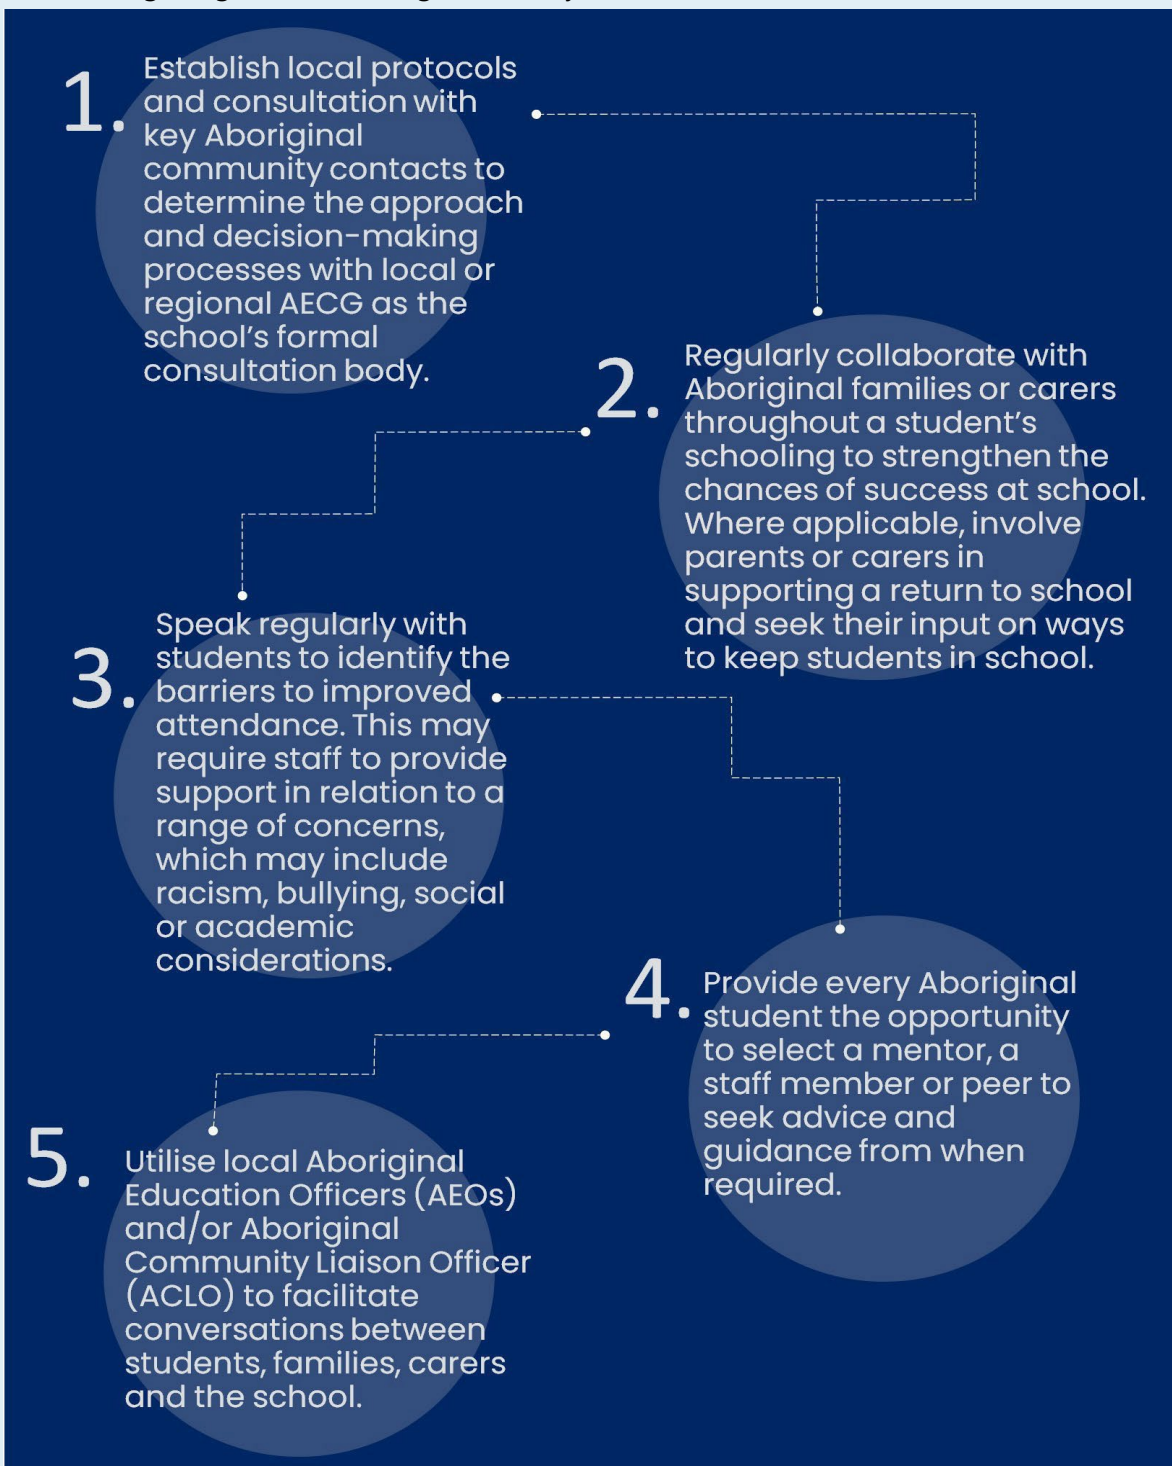 1.
Establish local protocols
and consultation with
key Aboriginal
community contacts to
determine the approach
and decision-making
processes with local or
regional AECG as the
school’s formal
consultation body.
2.
Regularly collaborate with
Aboriginal families or carers
throughout a student’s
schooling to strengthen the
chances of success at school.
Where applicable, involve
parents or carers in
supporting a return to school
and seek their input on ways
to keep students in school.
3.
Speak regularly with
students to identify the
barriers to improved
attendance. This may
require staff to provide
support in relation to a
range of concerns,
which may include
racism, bullying, social
or academic
considerations.
4.
Provide every Aboriginal
student the opportunity
to select a mentor, a
staff member or peer to
seek advice and
guidance from when
required.
5.
Utilise local Aboriginal
Education Officers (AEOs)
and/or Aboriginal
Community Liaison Officer
(ACLO) to facilitate
conversations between
students, families, carers
and the school.